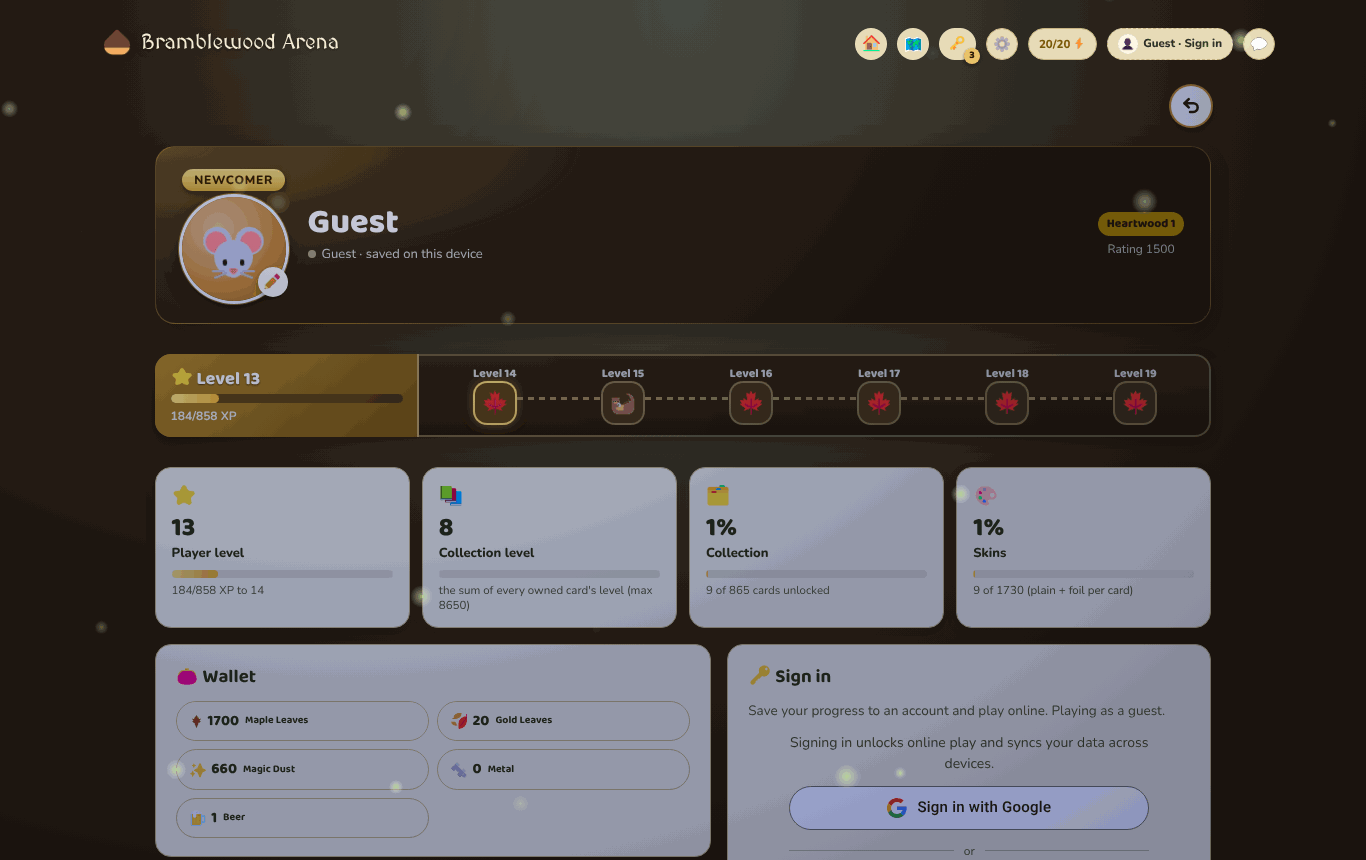 Bramblewood Arena
3
20/20
Guest · Sign in
NEWCOMER
Guest
Guest · saved on this device
Heartwood 1
Rating 1500
Level 13
184/858 XP
Level 14
Level 15
Level 16
Level 17
Level 18
Level 19
13
Player level
184/858 XP to 14
8
Collection level
the sum of every owned card's level (max
8650)
1%
Collection
9 of 865 cards unlocked
1%
Skins
9 of 1730 (plain + foil per card)
Wallet
1700 Maple Leaves
20 Gold Leaves
660 Magic Dust
0 Metal
1 Beer
Sign in
Save your progress to an account and play online. Playing as a guest.
Signing in unlocks online play and syncs your data across
devices.
Sign in with Google
or